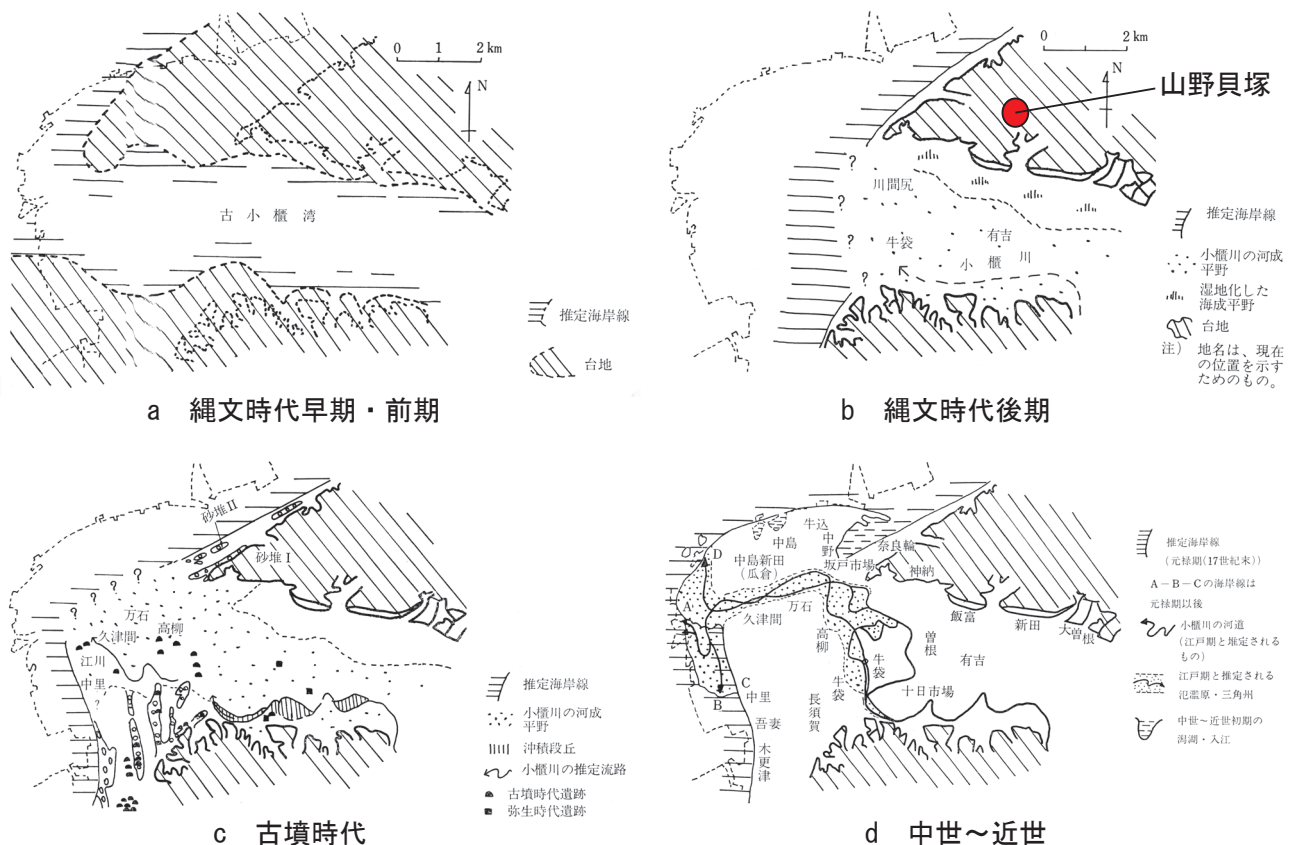 0 1 2km
N
古小櫃湾
推定海岸線
台地
a 縄文時代早期・前期
0 1 2km
N
山野貝塚
?
川間尻
?
?
牛袋
有吉
小櫃川
?
推定海岸線
小櫃川の河成
平野
湿地化した
海成平野
台地
注) 地名は、現在
の位置を示す
ためのもの。
b 縄文時代後期
砂堆Ⅱ
砂堆Ⅰ
?
?
?
万石
久津間
高柳
江川
中里
?
推定海岸線
小櫃川の河成
平野
沖積段丘
小櫃川の推定流路
古墳時代遺跡
弥生時代遺跡
c 古墳時代
牛込
中島
中野
D
中島新田
(瓜倉)
坂戸市場
奈良輪
神納
A
久津間
万石
飯富
新田
大曽根
高柳
曽根
牛袋
有吉
牛袋
C
中里
B
十日市場
長須賀
吾妻
木更津
推定海岸線
(元禄期(17世紀末))
A-B-Cの海岸線は
元禄期以後
小櫃川の河道
(江戸期と堆定される
もの)
江戸期と推定される
氾濫原・三角州
中世~近世初期の
潟湖・入江
d 中世~近世